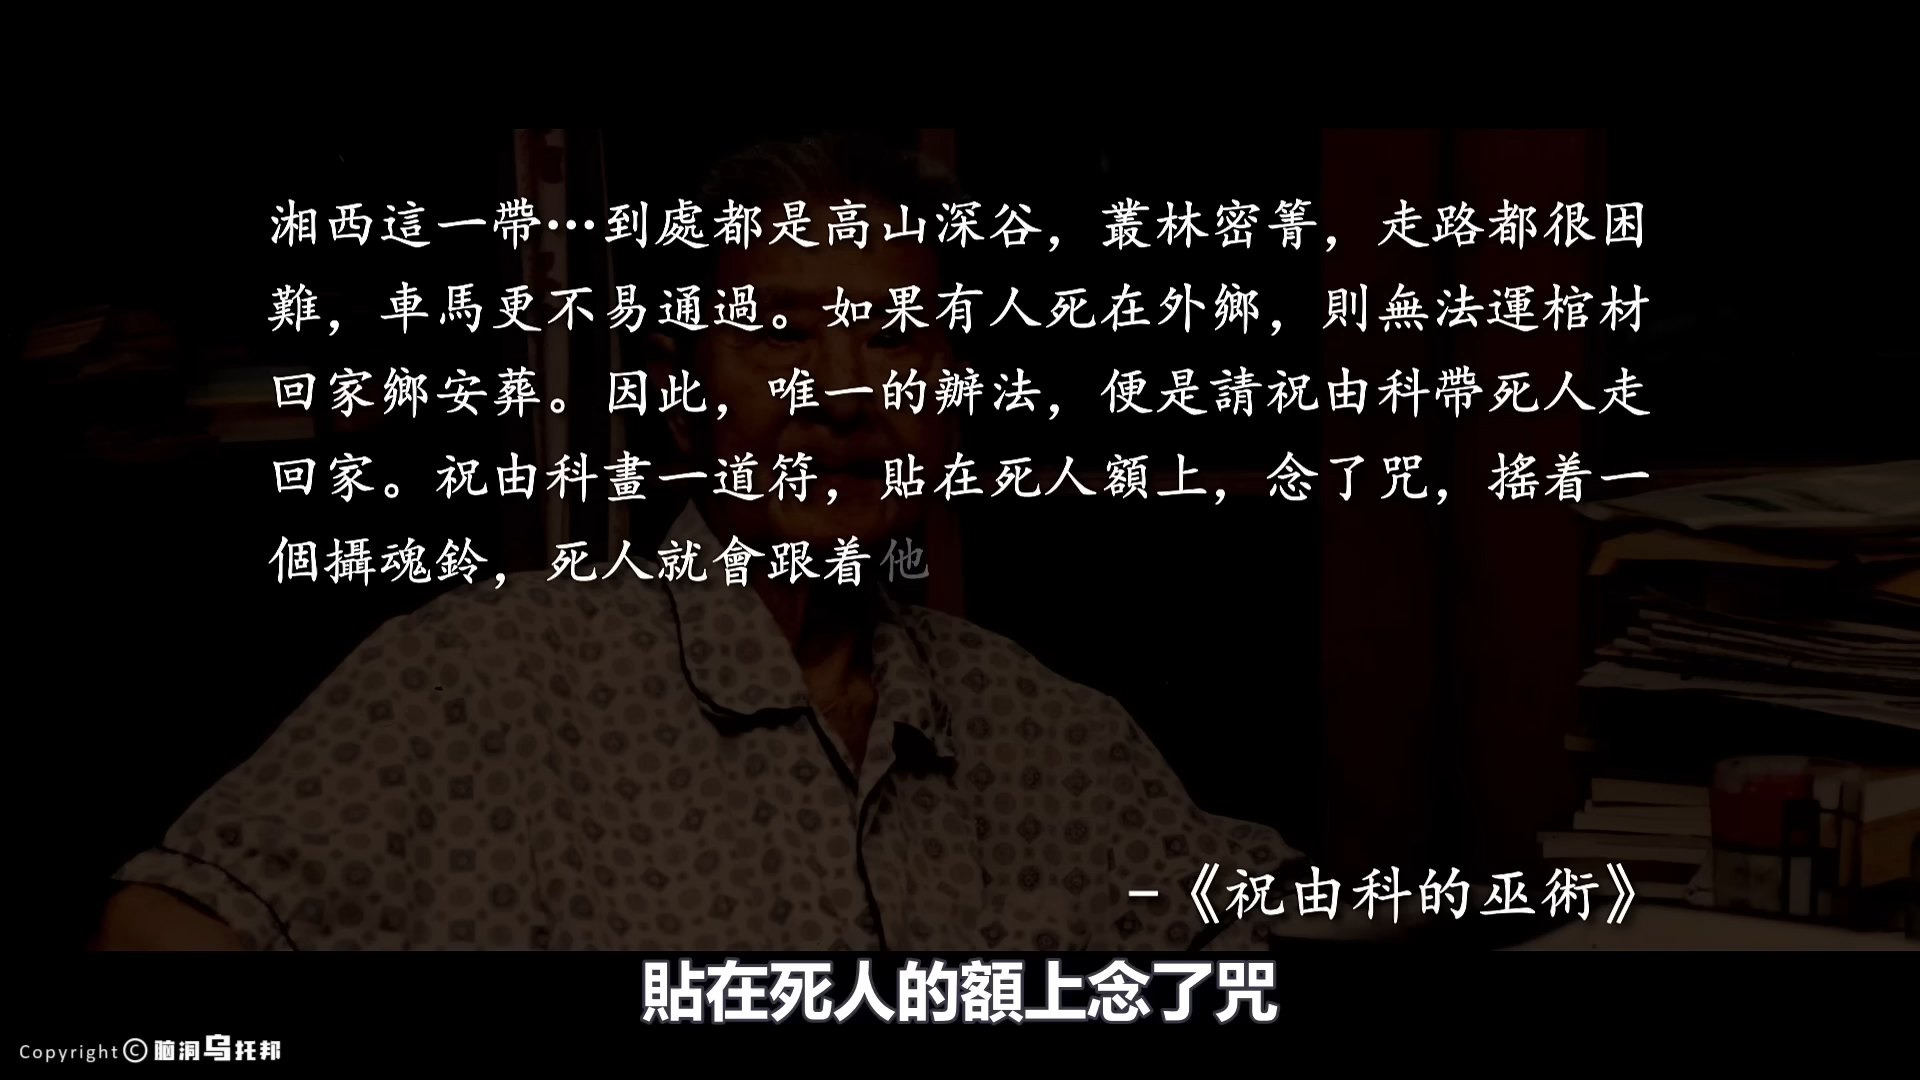 湘西這一帶…到處都是高山深谷，叢林密箐，走路都很困
難，車馬更不易通過。如果有人死在外鄉，則無法運棺材
回家鄉安葬。因此，唯一的辦法，便是請祝由科帶死人走
回家。祝由科畫一道符，貼在死人額上，念了咒，搖着一
個攝魂鈴，死人就會跟着他
–《祝由科的巫術》
貼在死人的額上念了咒
Copyright © 脑洞乌托邦